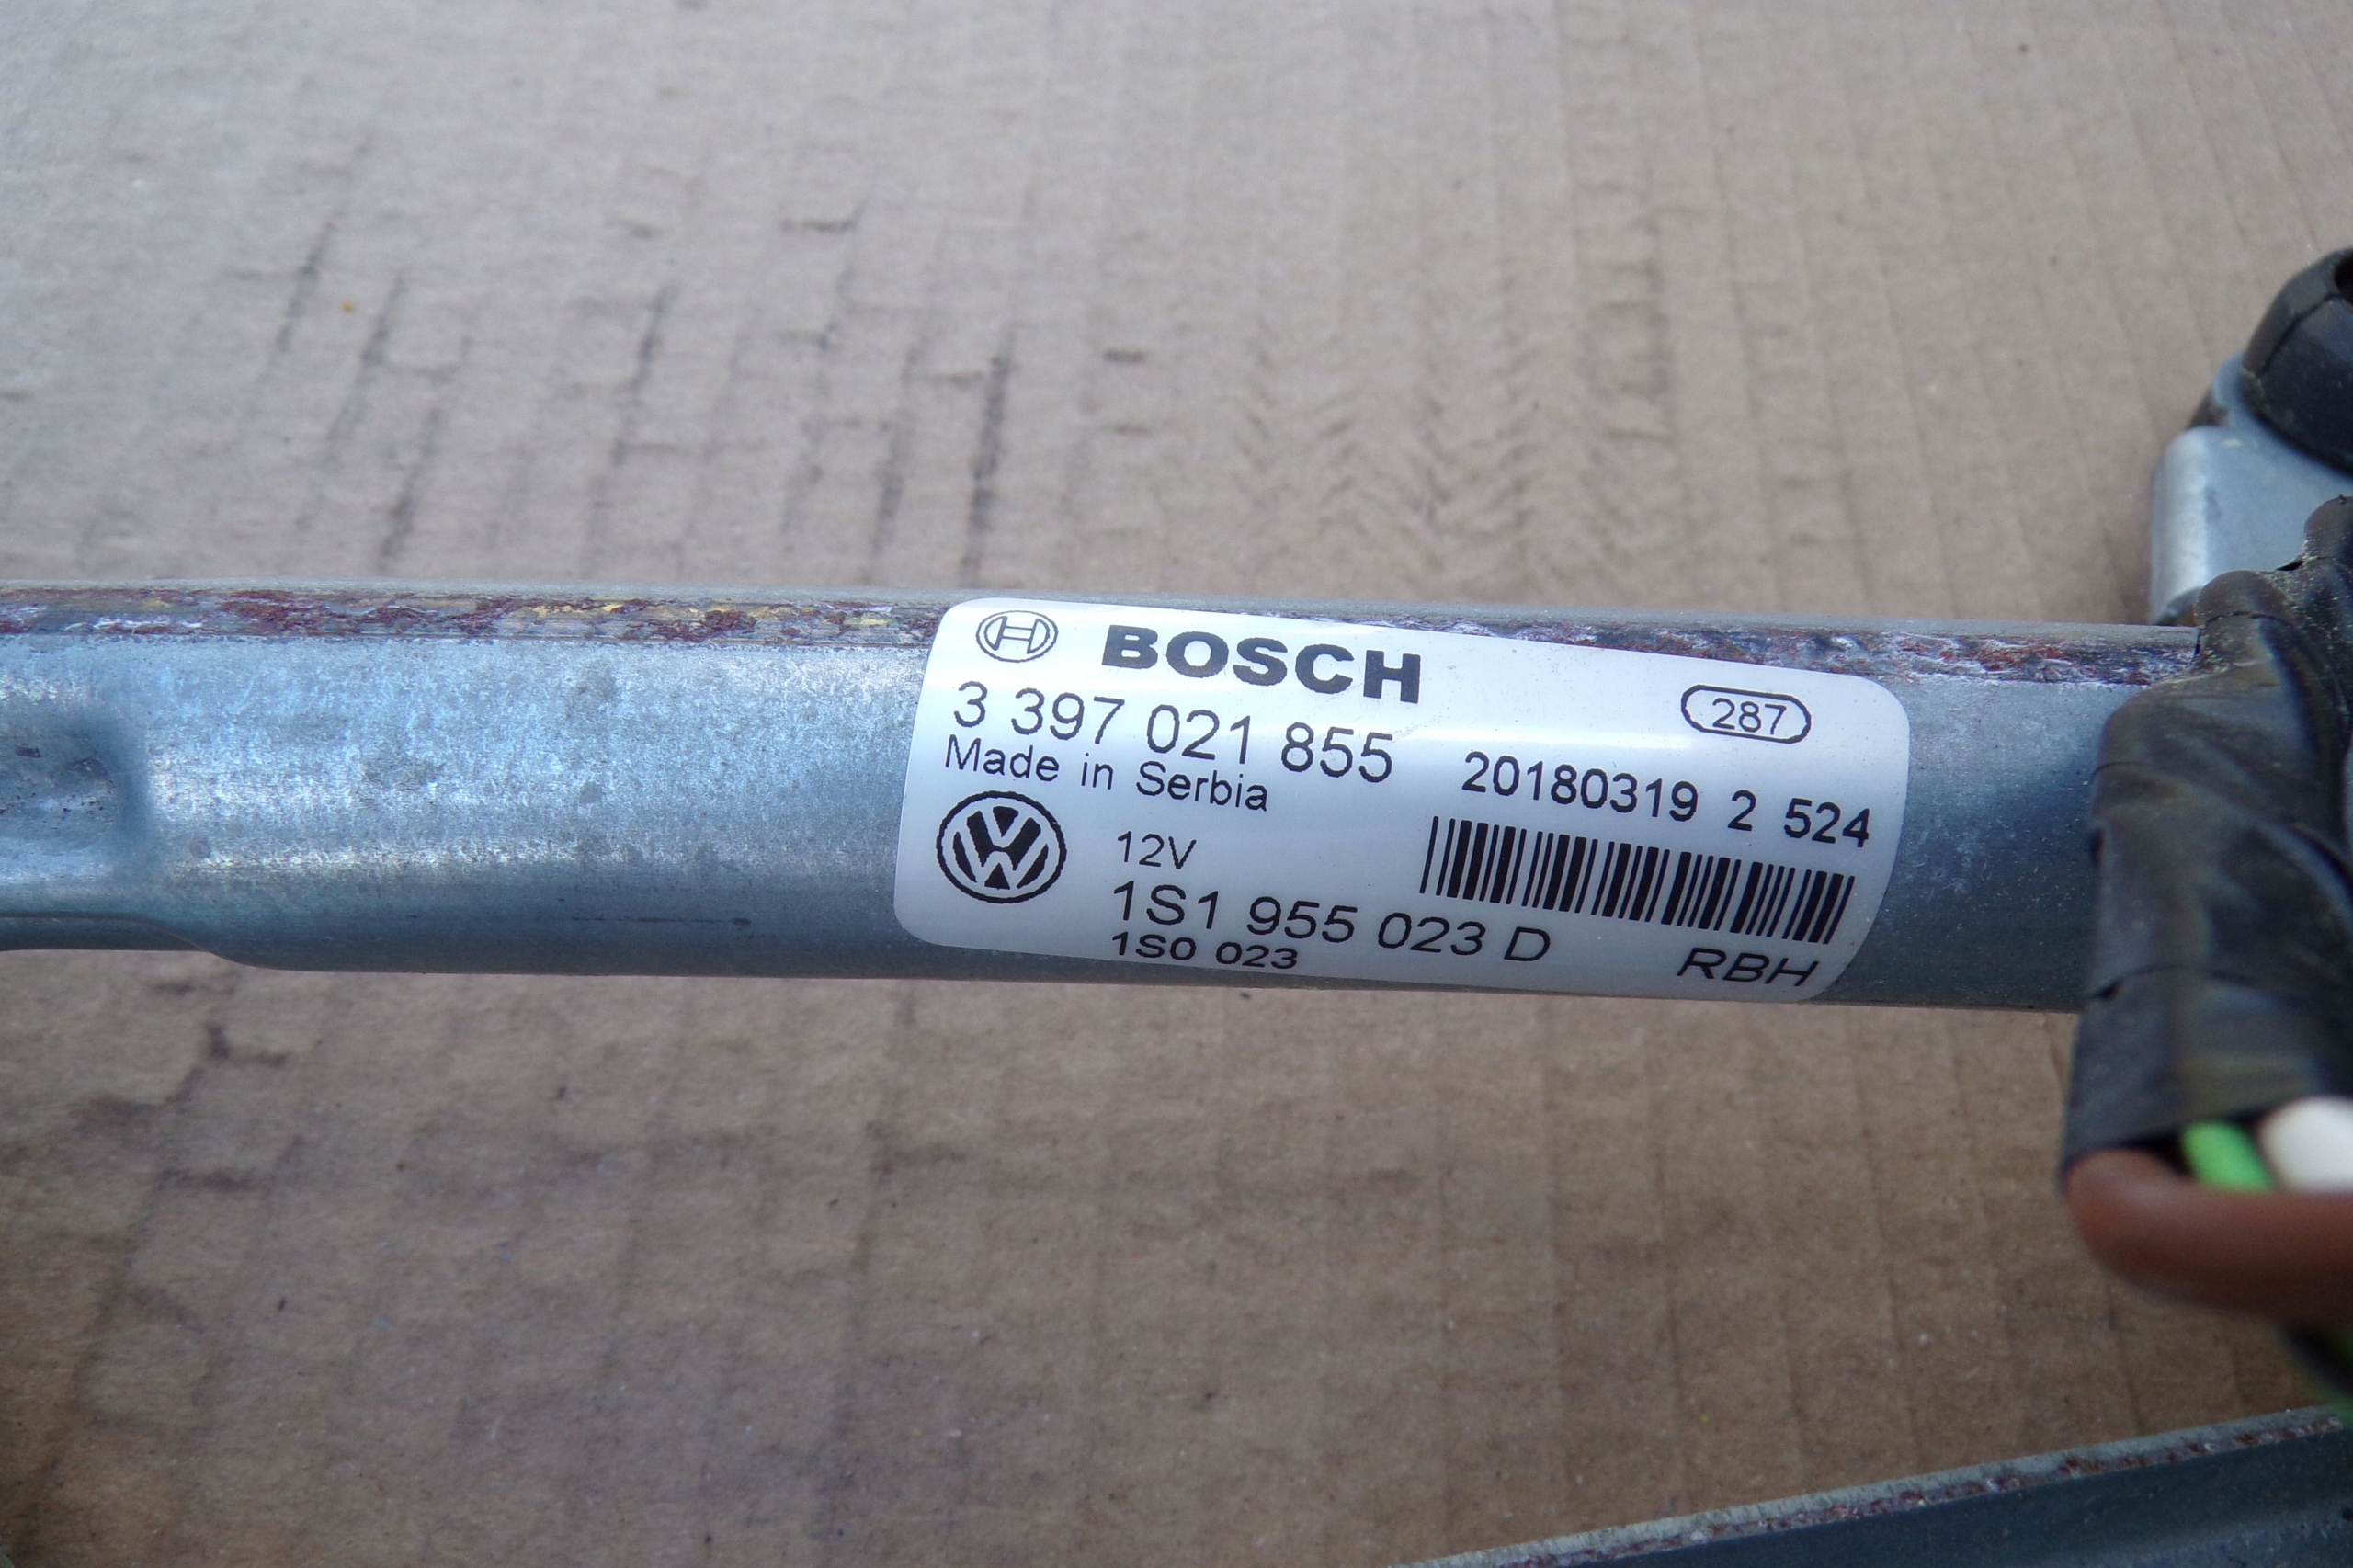 BOSCH
287
3 397 021 855
20180319 2 524
Made in Serbia
12V
1S1 955 023 D
1S0 023
RBH